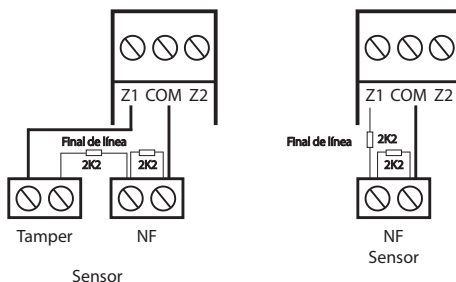 Z1 COM Z2
Final de línea
2K2
2K2
Tamper
NF
Sensor
Z1 COM Z2
Final de línea
2K2
2K2
NF
Sensor